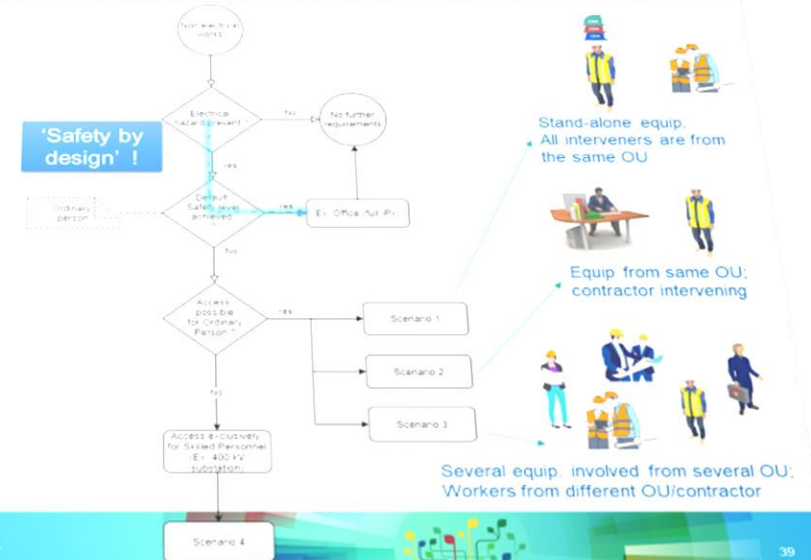 Non-electrical
works
Electrical
hazard present ?
No
No further
requirements
'Safety by
design' !
Yes
Ordinary
person
Default
Safety level
achieved
?
Yes
Ex. Office (full IP)
No
Access
possible
for Ordinary
Person ?
Yes
Scenario 1
Scenario 2
Scenario 3
No
Access exclusively
for Skilled Personnel
(Ex. 400 kV
substation)
Scenario 4
Stand-alone equip.
All interveners are from
the same OU
Equip from same OU;
contractor intervening
Several equip. involved from several OU;
Workers from different OU/contractor
39